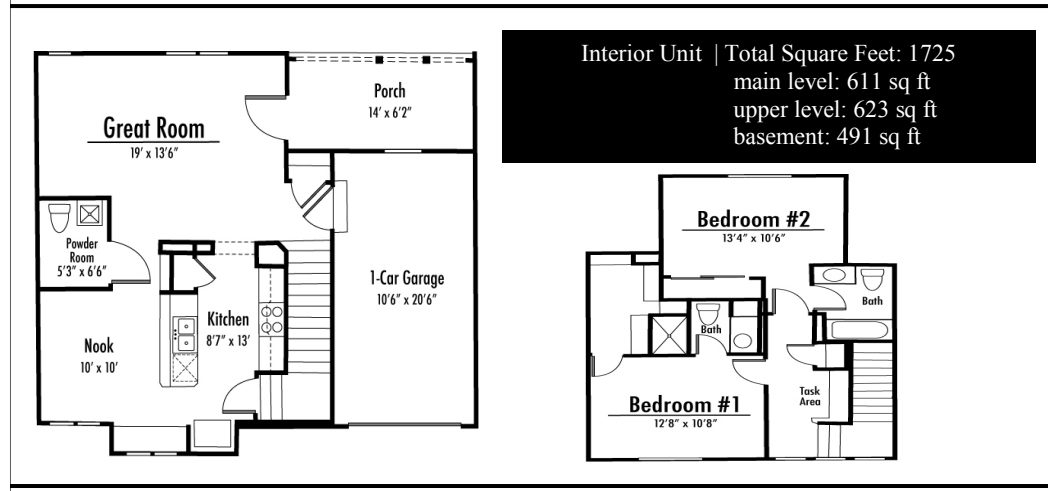 Interior Unit | Total Square Feet: 1725
main level: 611 sq ft
upper level: 623 sq ft
basement: 491 sq ft
Porch
14' x 6'2"
Great Room
19' x 13'6"
Powder
Room
5'3" x 6'6"
1-Car Garage
10'6" x 20'6"
Kitchen
8'7" x 13'
Nook
10' x 10'
Bedroom #2
13'4" x 10'6"
Bath
Bath
Task
Area
Bedroom #1
12'8" x 10'8"